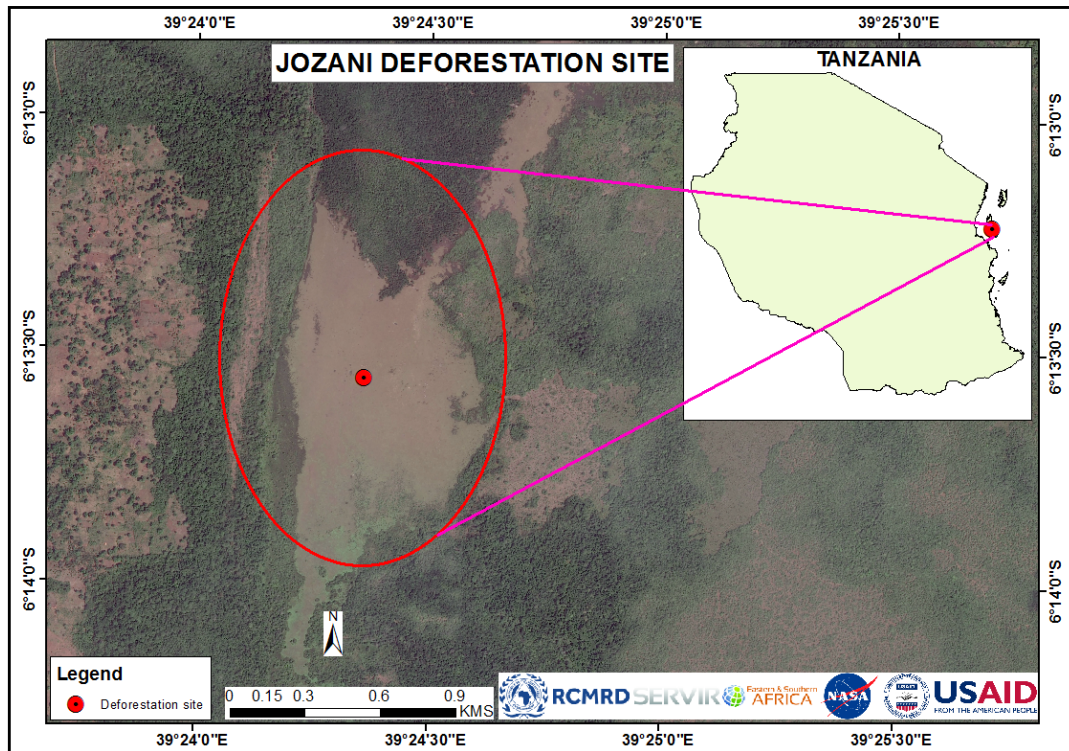 39°24'0"E 39°24'30"E 39°25'0"E 39°25'30"E
JOZANI DEFORESTATION SITE
TANZANIA
6°13'0"S
6°13'0"S
6°13'30"S
6°13'30"S
6°14'0"S
6°14'0"S
N
Legend
Deforestation site
0 0.15 0.3 0.6 0.9
KMS
RCMRD SERVIR Eastern & Southern AFRICA NASA USAID
FROM THE AMERICAN PEOPLE
39°24'0"E 39°24'30"E 39°25'0"E 39°25'30"E